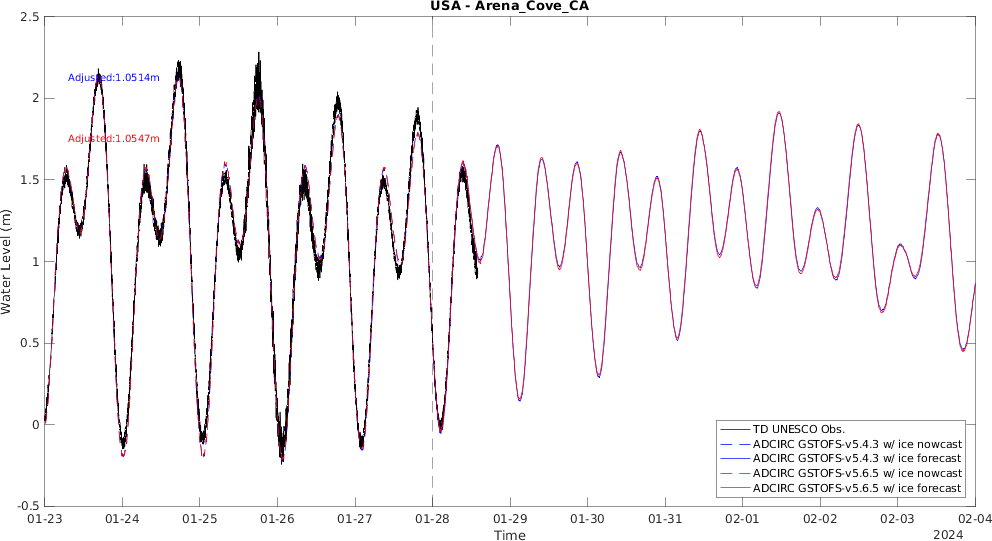 USA - Arena_Cove_CA
2.5
2
1.5
1
0.5
0
-0.5
Water Level (m)
Adjusted:1.0514m
Adjusted:1.0547m
TD UNESCO Obs.
ADCIRC GSTOFS-v5.4.3 w/ ice nowcast
ADCIRC GSTOFS-v5.4.3 w/ ice forecast
ADCIRC GSTOFS-v5.6.5 w/ ice nowcast
ADCIRC GSTOFS-v5.6.5 w/ ice forecast
01-23 01-24 01-25 01-26 01-27 01-28 01-29 01-30 01-31 02-01 02-02 02-03 02-04
Time
2024